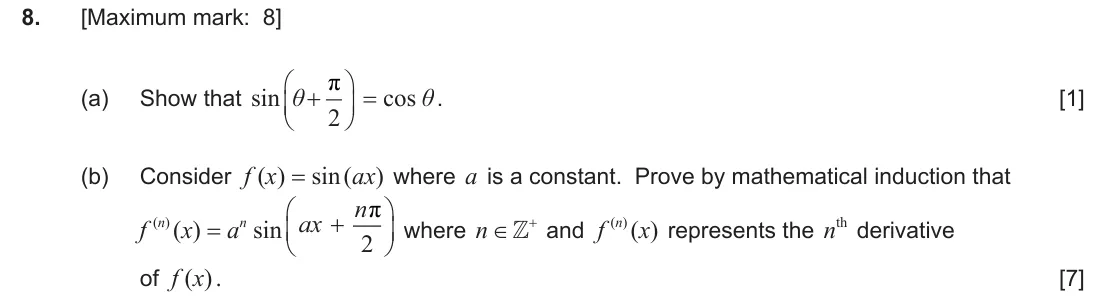 8. [Maximum mark: 8]
(a) Show that sin(θ + π/2) = cos θ. [1]
(b) Consider f(x) = sin(ax) where a is a constant. Prove by mathematical induction that
f⁽ⁿ⁾(x) = aⁿ sin(ax + nπ/2) where n ∈ ℤ⁺ and f⁽ⁿ⁾(x) represents the nᵗʰ derivative
of f(x). [7]